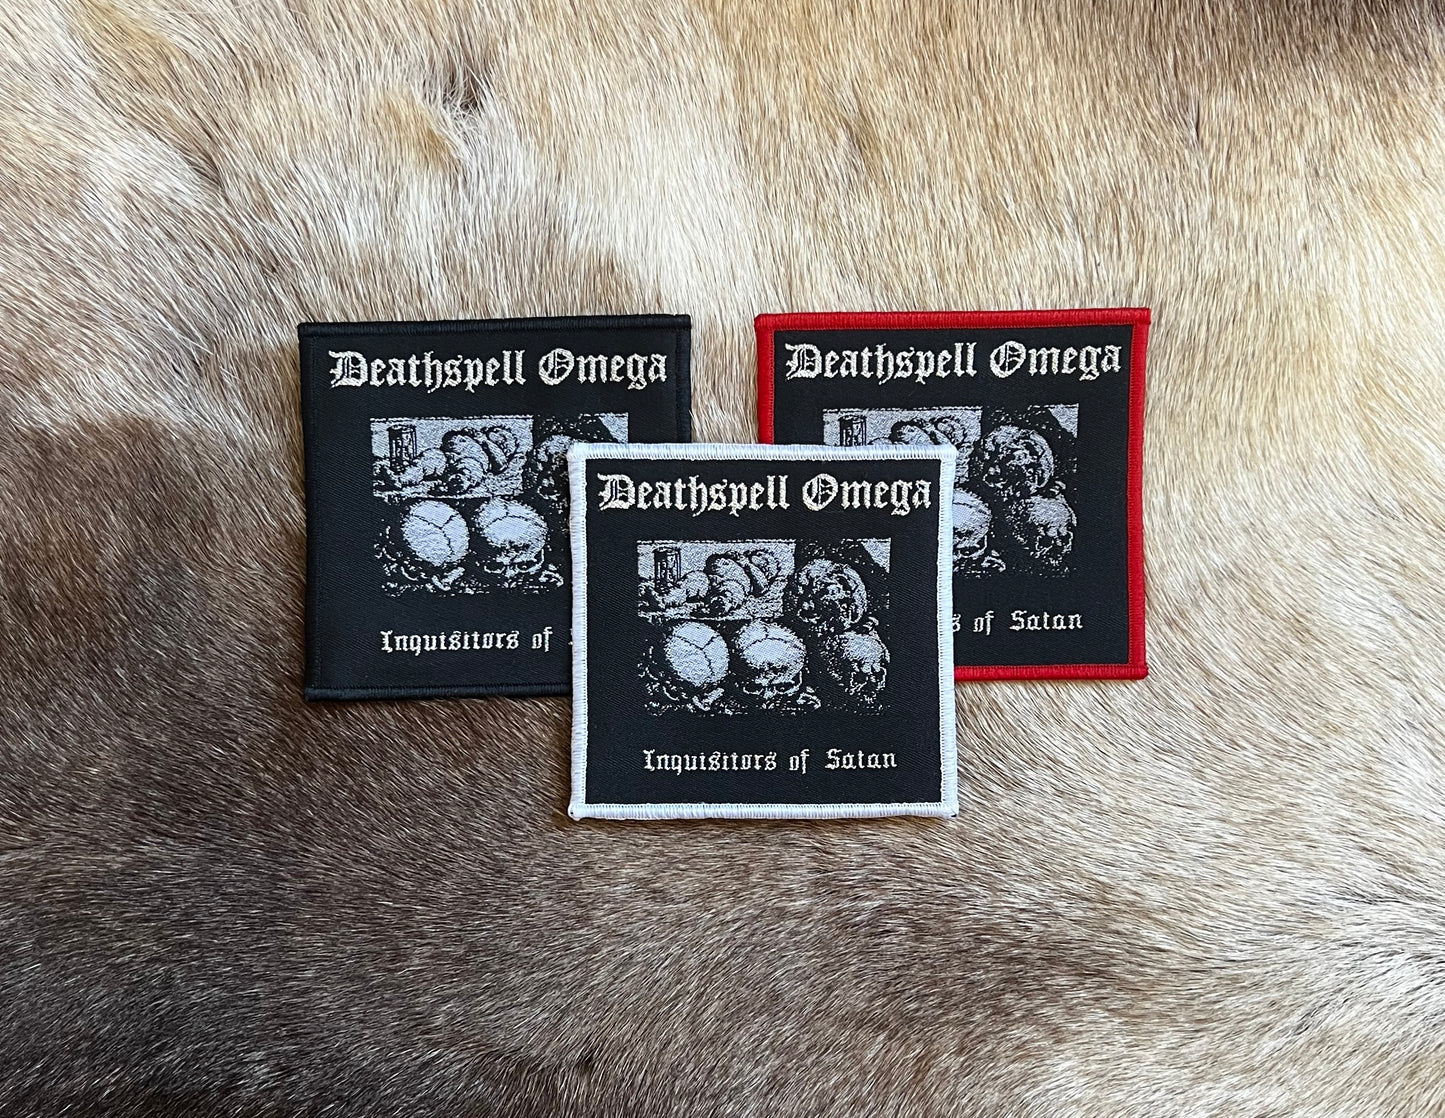 Deathspell Omega
Inquisitors of
Deathspell Omega
of Satan
Deathspell Omega
Inquisitors of Satan